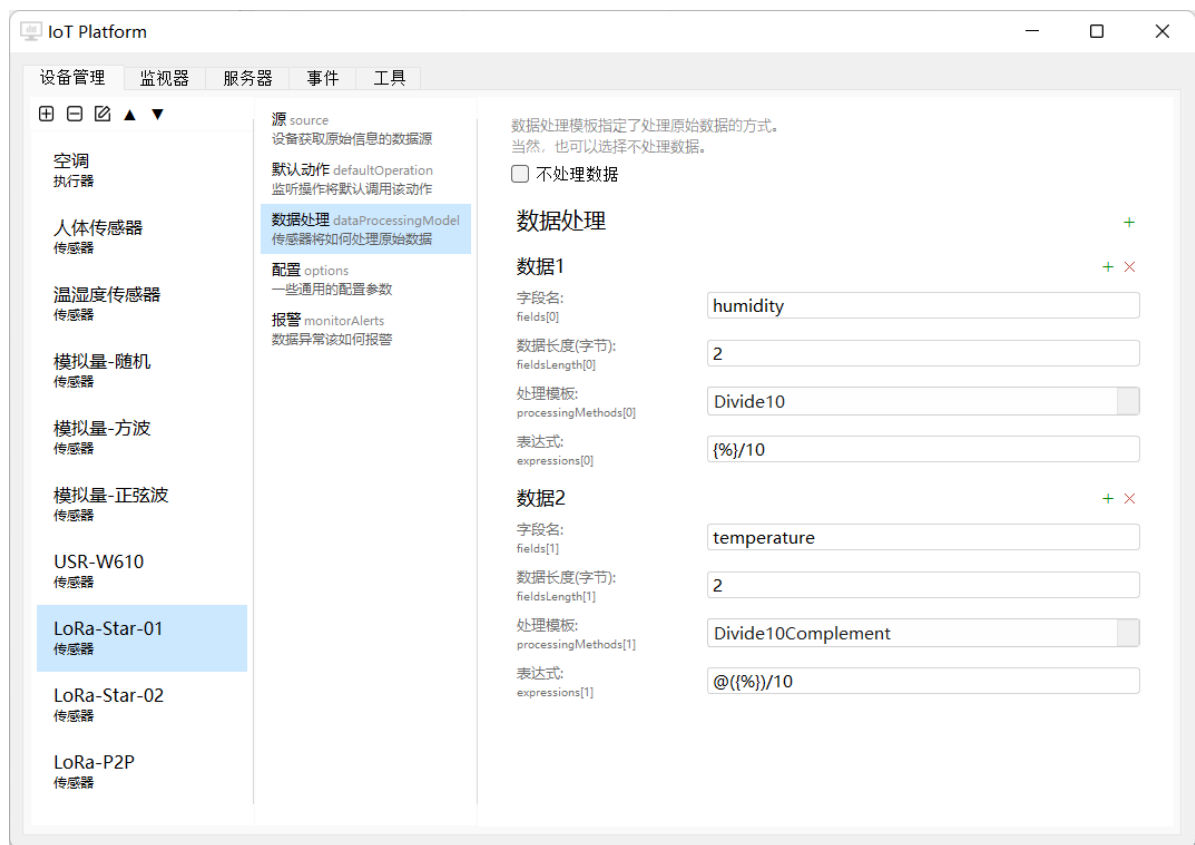 IoT Platform
设备管理 监视器 服务器 事件 工具
空调
执行器
人体传感器
传感器
温湿度传感器
传感器
模拟量-随机
传感器
模拟量-方波
传感器
模拟量-正弦波
传感器
USR-W610
传感器
LoRa-Star-01
传感器
LoRa-Star-02
传感器
LoRa-P2P
传感器
源 source
设备获取原始信息的数据源
默认动作 defaultOperation
监听操作将默认调用该动作
数据处理 dataProcessingModel
传感器将如何处理原始数据
配置 options
一些通用的配置参数
报警 monitorAlerts
数据异常该如何报警
数据处理模板指定了处理原始数据的方式。
当然，也可以选择不处理数据。
不处理数据
数据处理
数据1
字段名:
fields[0]
humidity
数据长度(字节):
fieldsLength[0]
2
处理模板:
processingMethods[0]
Divide10
表达式:
expressions[0]
{%}/10
数据2
字段名:
fields[1]
temperature
数据长度(字节):
fieldsLength[1]
2
处理模板:
processingMethods[1]
Divide10Complement
表达式:
expressions[1]
@({%})/10